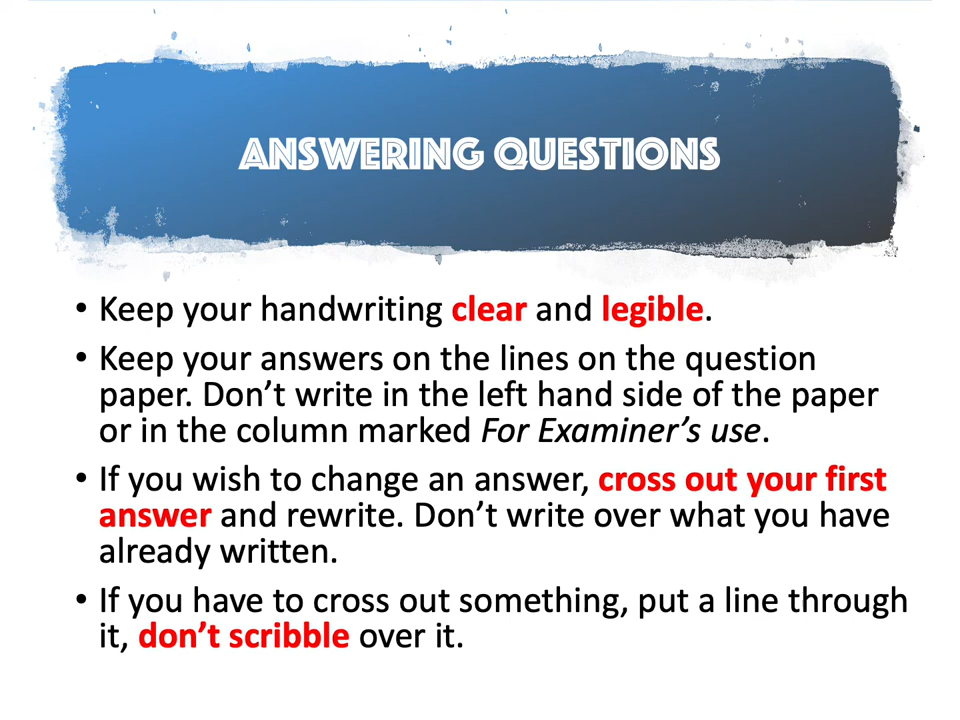 ANSWERING QUESTIONS
• Keep your handwriting clear and legible.
• Keep your answers on the lines on the question
paper. Don’t write in the left hand side of the paper
or in the column marked For Examiner’s use.
• If you wish to change an answer, cross out your first
answer and rewrite. Don’t write over what you have
already written.
• If you have to cross out something, put a line through
it, don’t scribble over it.